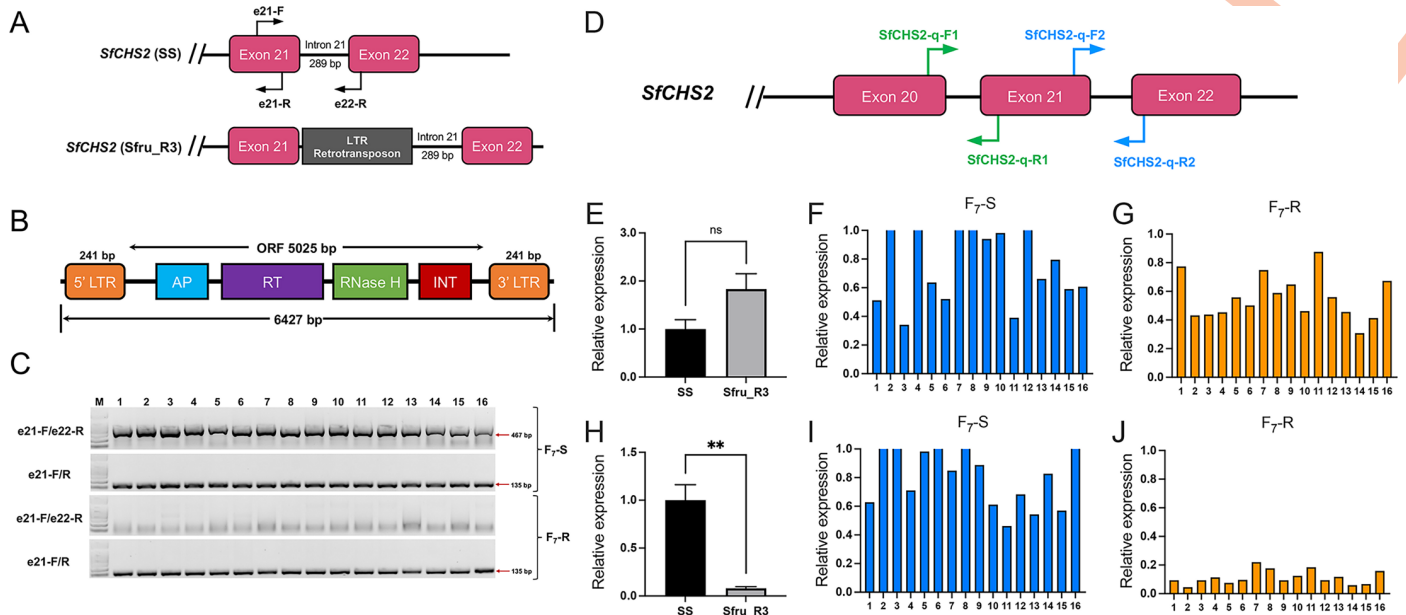 A
e21-F
SfCHS2 (SS)
Exon 21
Intron 21
289 bp
Exon 22
e21-R
e22-R
SfCHS2 (Sfru_R3)
Exon 21
LTR
Retrotransposon
Intron 21
289 bp
Exon 22
B
241 bp
ORF 5025 bp
241 bp
5' LTR
AP
RT
RNase H
INT
3' LTR
6427 bp
C
M 1 2 3 4 5 6 7 8 9 10 11 12 13 14 15 16
e21-F/e22-R
467 bp
F7-S
e21-F/R
135 bp
e21-F/e22-R
F7-R
e21-F/R
135 bp
D
SfCHS2-q-F1
SfCHS2-q-F2
SfCHS2
Exon 20
Exon 21
Exon 22
SfCHS2-q-R1
SfCHS2-q-R2
E
Relative expression
3.0
2.0
1.0
0.0
ns
SS
Sfru_R3
F
F7-S
Relative expression
1.0
0.8
0.6
0.4
0.2
0.0
1 2 3 4 5 6 7 8 9 10 11 12 13 14 15 16
G
F7-R
Relative expression
1.0
0.8
0.6
0.4
0.2
0.0
1 2 3 4 5 6 7 8 9 10 11 12 13 14 15 16
H
Relative expression
1.5
1.0
0.5
0.0
**
SS
Sfru_R3
I
F7-S
Relative expression
1.0
0.8
0.6
0.4
0.2
0.0
1 2 3 4 5 6 7 8 9 10 11 12 13 14 15 16
J
F7-R
Relative expression
1.0
0.8
0.6
0.4
0.2
0.0
1 2 3 4 5 6 7 8 9 10 11 12 13 14 15 16